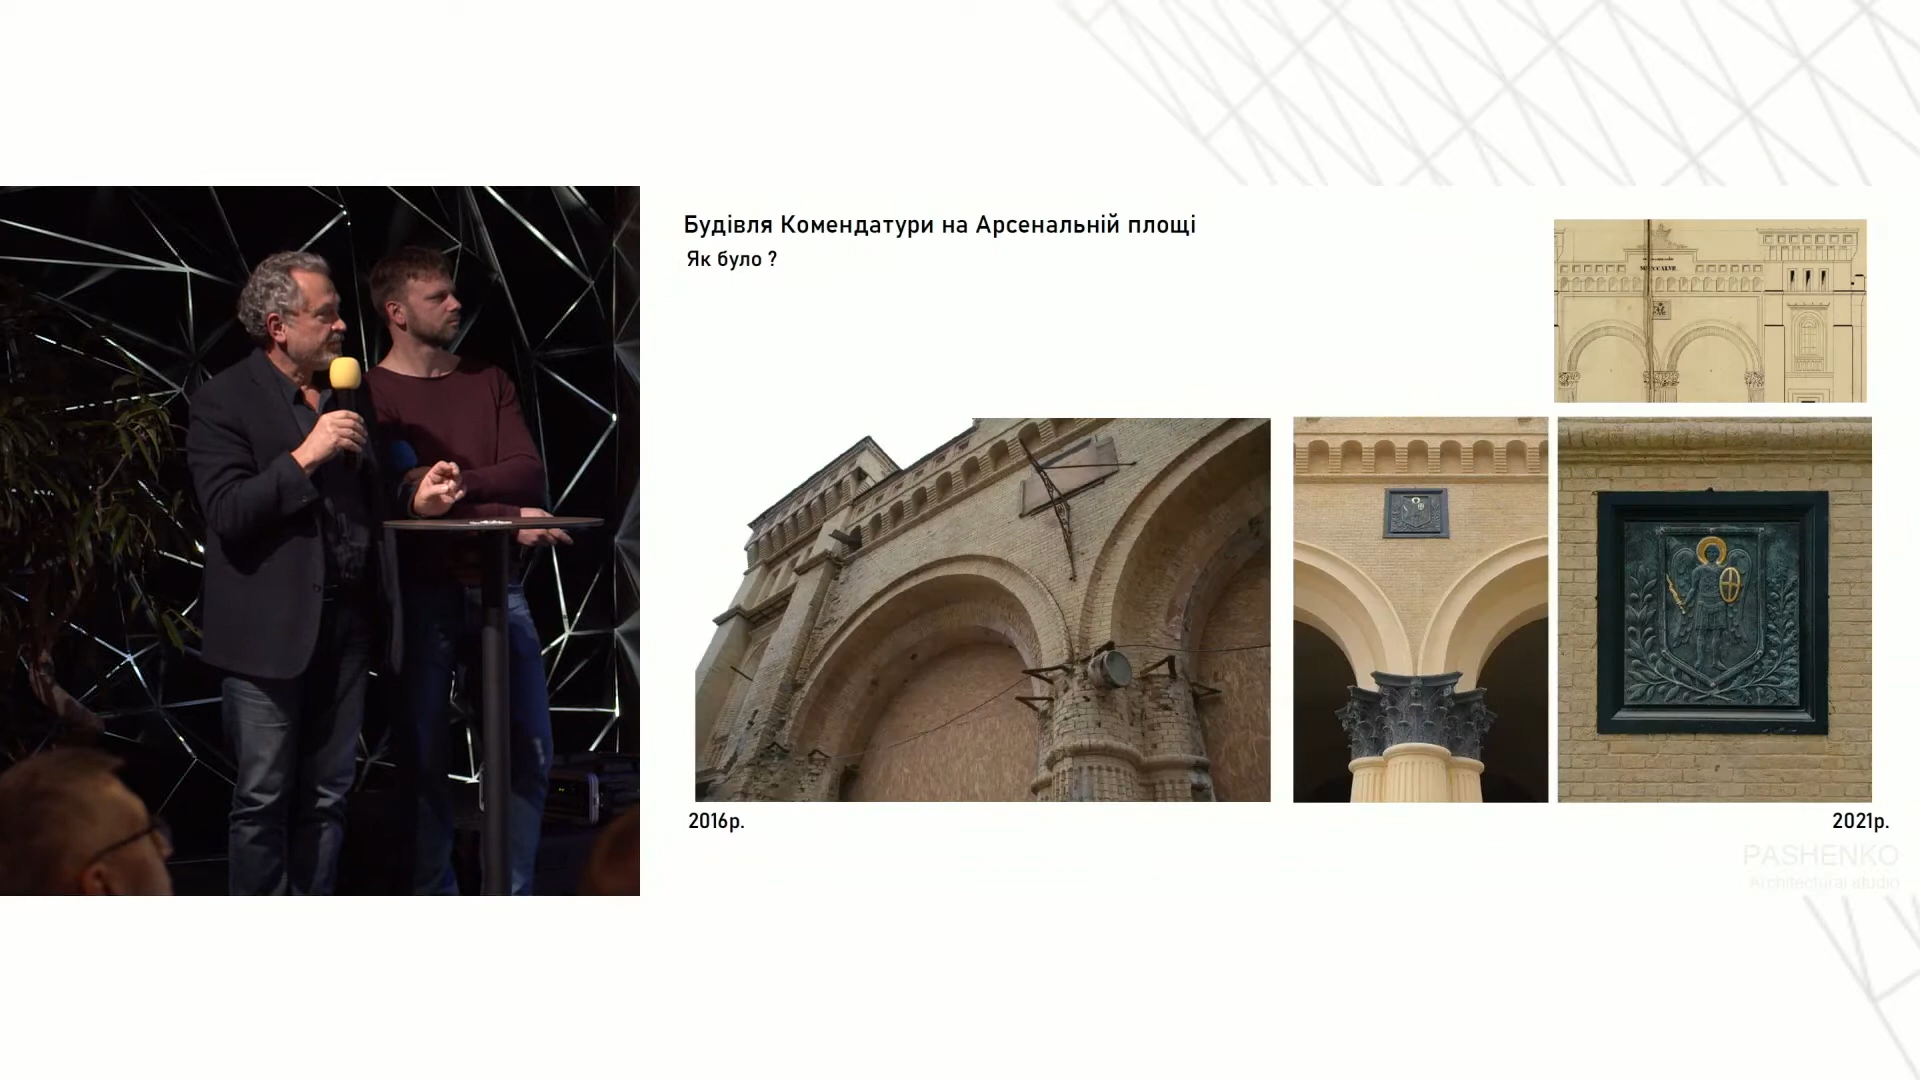 Будівля Комендатури на Арсенальній площі
Як було ?
2016р.
2021р.
PASHENKO
Architectural studio